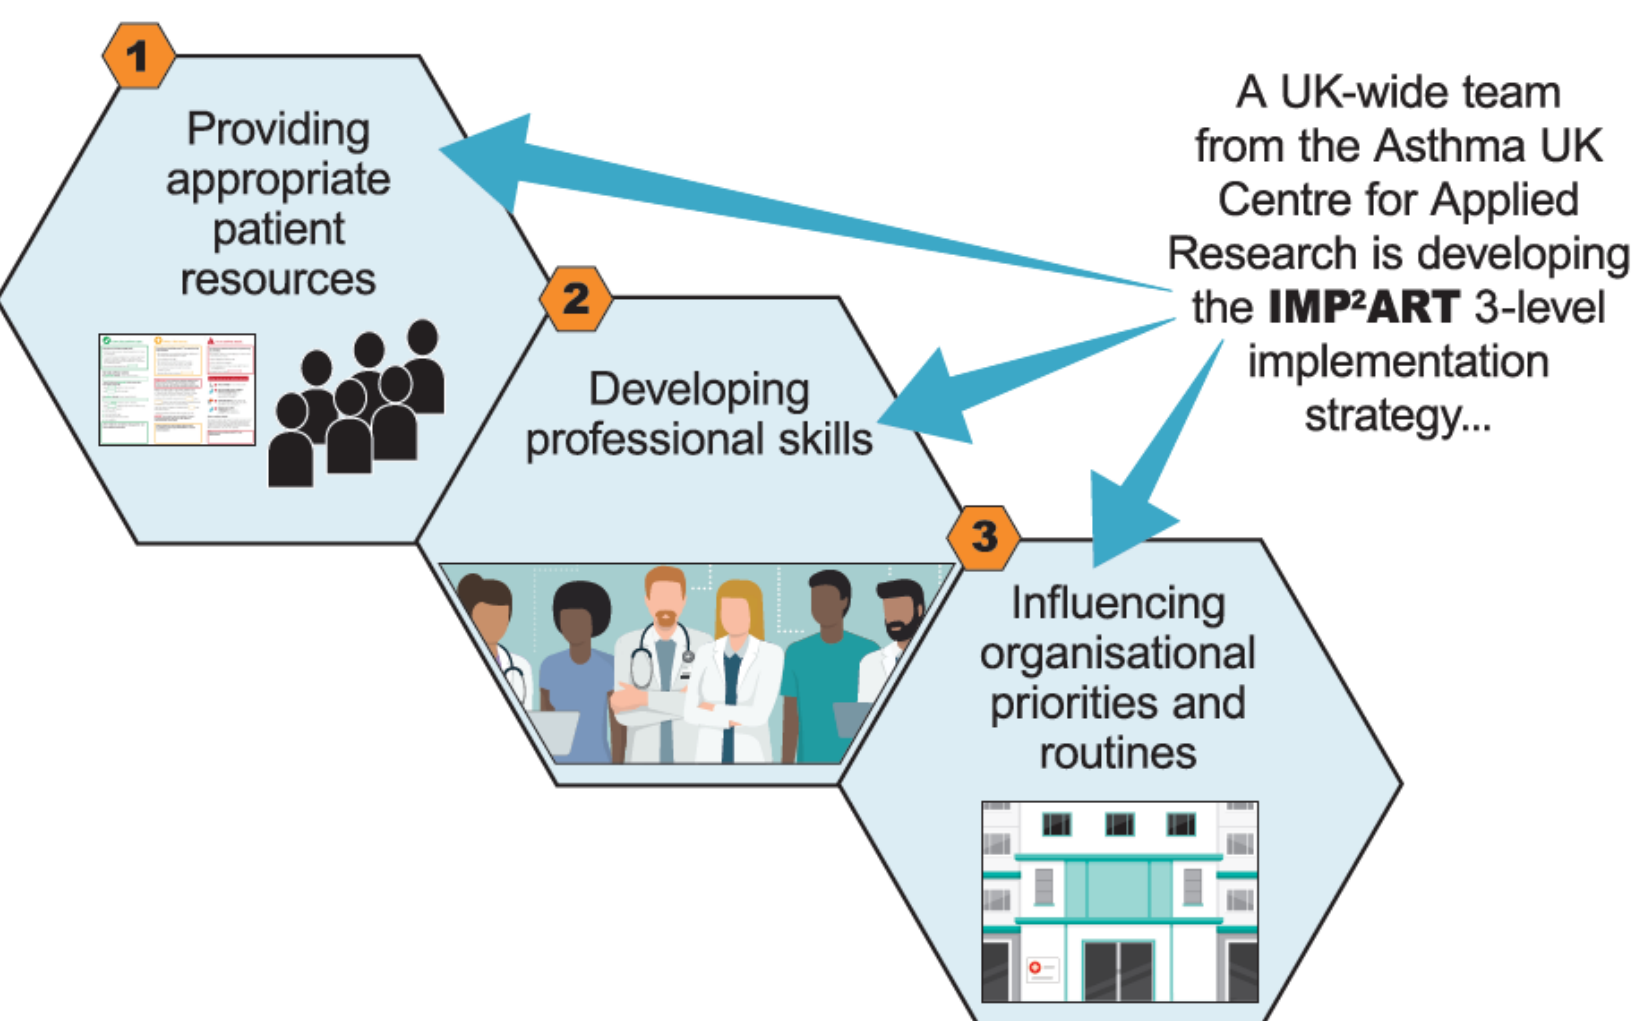 1
Providing
appropriate
patient
resources
2
Developing
professional skills
3
Influencing
organisational
priorities and
routines
A UK-wide team
from the Asthma UK
Centre for Applied
Research is developing
the IMP²ART 3-level
implementation
strategy...